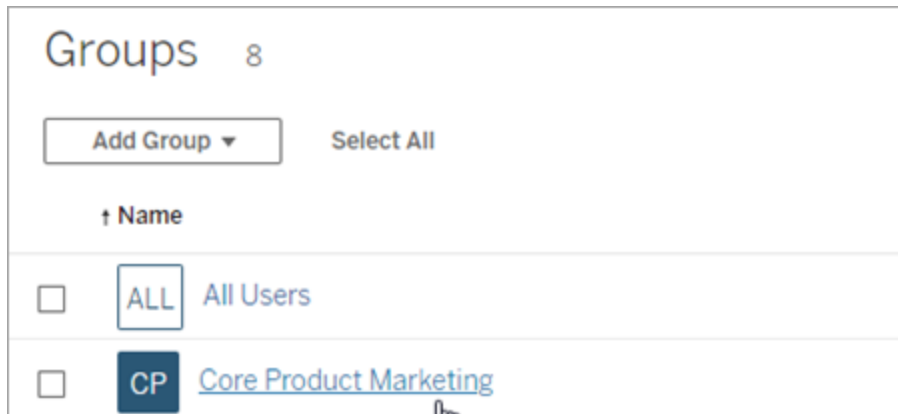 Groups 8
Add Group Select All
↑ Name
ALL All Users
CP Core Product Marketing